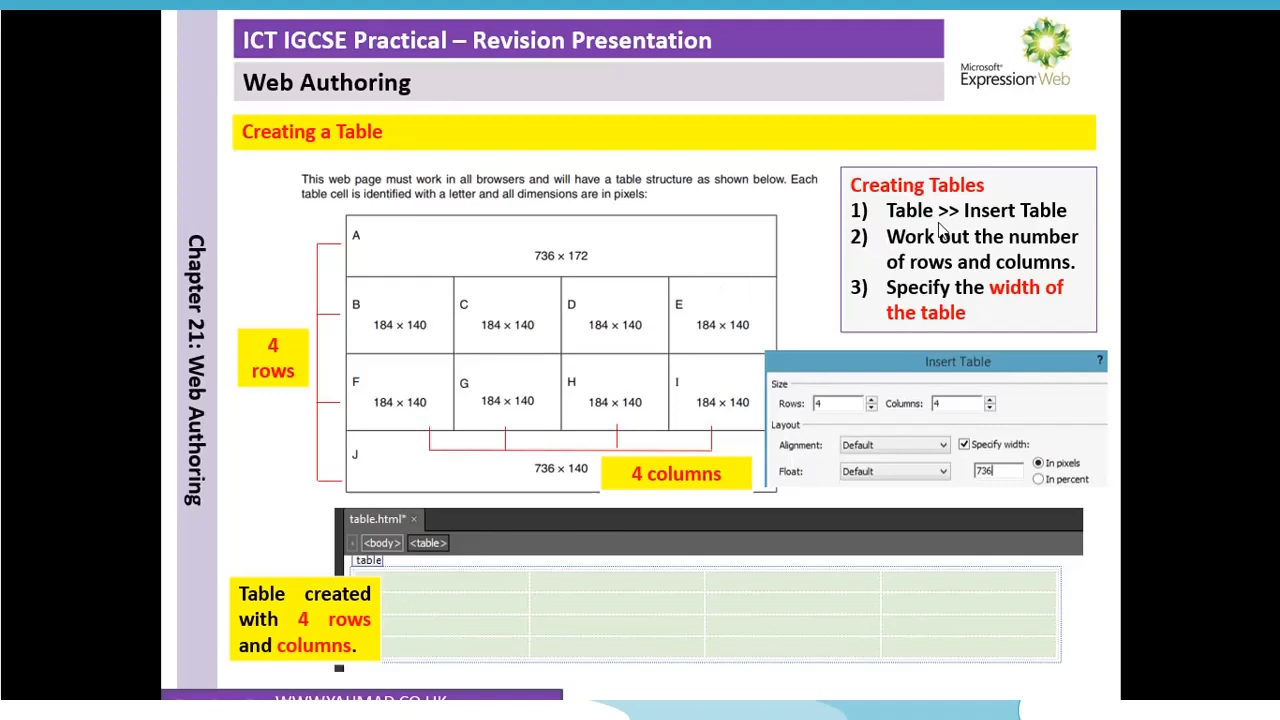 ICT IGCSE Practical – Revision Presentation
Web Authoring
Microsoft®
Expression® Web
Creating a Table
Chapter 21: Web Authoring
This web page must work in all browsers and will have a table structure as shown below. Each
table cell is identified with a letter and all dimensions are in pixels:
A
736 × 172
B
C
D
E
184 × 140
184 × 140
184 × 140
184 × 140
F
G
H
I
184 × 140
184 × 140
184 × 140
184 × 140
J
736 × 140
4
rows
4 columns
Creating Tables
1) Table >> Insert Table
2) Work out the number
of rows and columns.
3) Specify the width of
the table
Insert Table
?
Size
Rows: 4 Columns: 4
Layout
Alignment: Default Specify width:
Float: Default 736 In pixels
In percent
table.html* ×
<body> <table>
table
Table created
with 4 rows
and columns.
WWW.YAHMAD.CO.UK